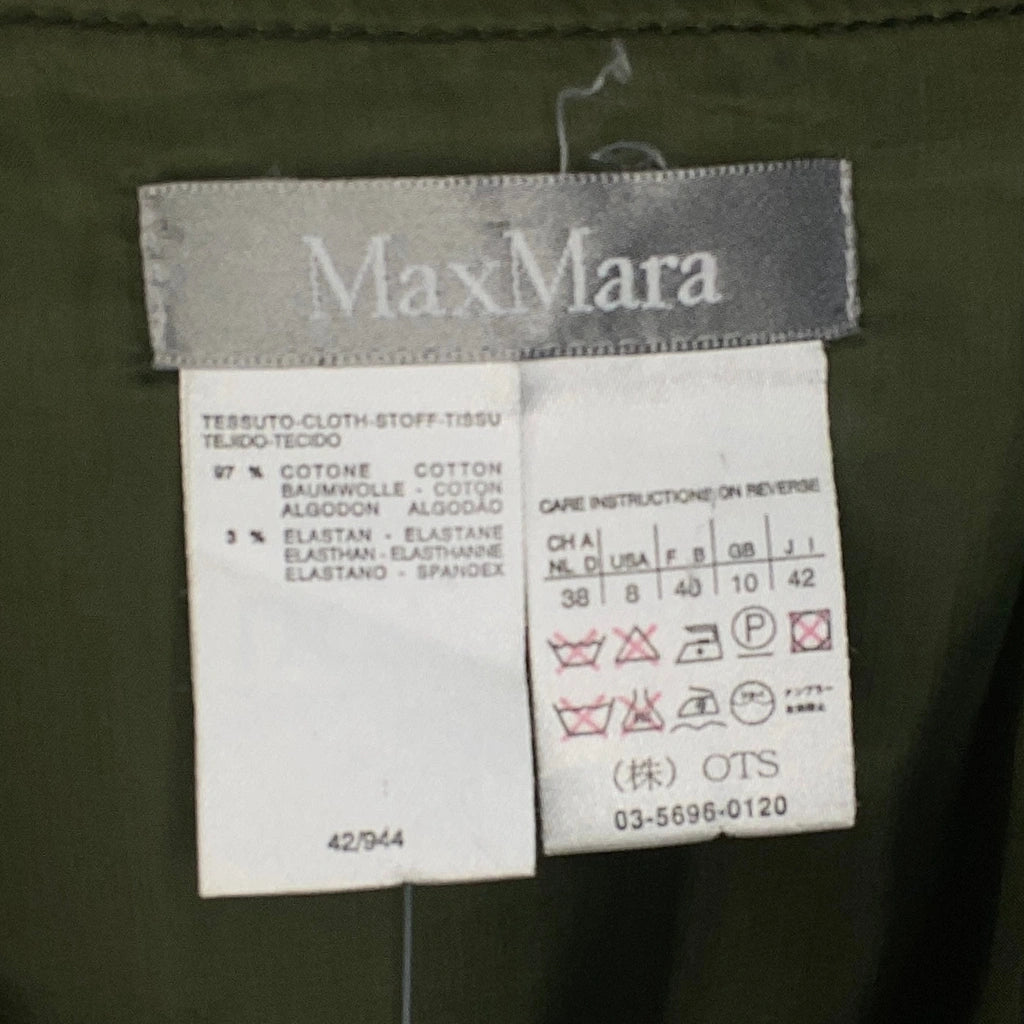 MaxMara
TESSUTO-CLOTH-STOFF-TISSU
TEJIDO-TECIDO
97 % COTONE COTTON
BAUMWOLLE - COTON
ALGODON ALGODÃO
3 % ELASTAN - ELASTANE
ELASTHAN - ELASTHANNE
ELASTANO - SPANDEX
42/944
CARE INSTRUCTIONS ON REVERSE
CH A
NL D USA F B GB J I
38 8 40 10 42
P
(株) OTS
03-5696-0120